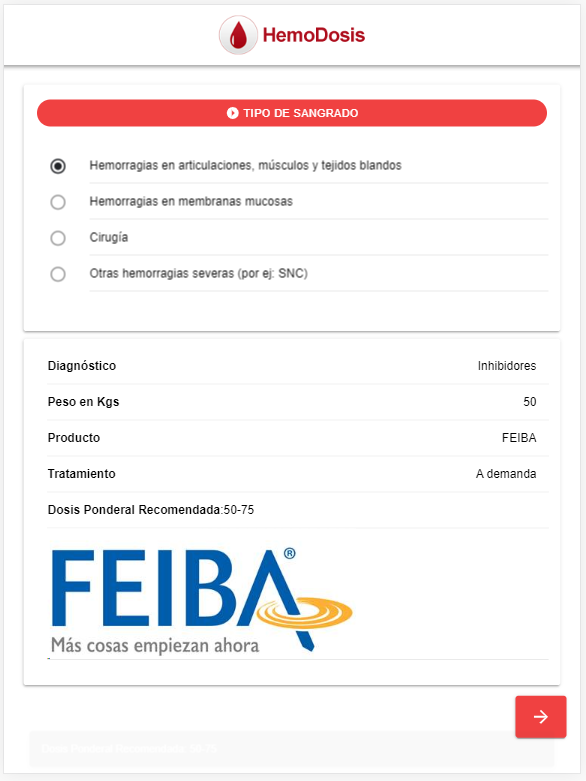 HemoDosis
TIPO DE SANGRADO
Hemorragias en articulaciones, músculos y tejidos blandos
Hemorragias en membranas mucosas
Cirugía
Otras hemorragias severas (por ej: SNC)
Diagnóstico Inhibidores
Peso en Kgs 50
Producto FEIBA
Tratamiento A demanda
Dosis Ponderal Recomendada:50-75
FEIBA®
Más cosas empiezan ahora